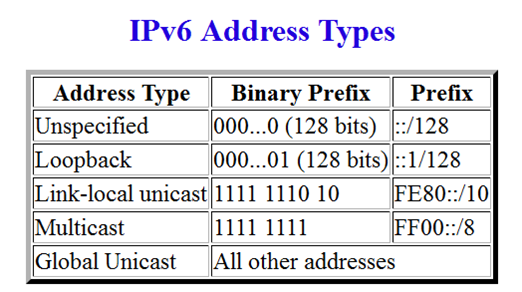 IPv6 Address Types
Address Type Binary Prefix Prefix
Unspecified 000...0 (128 bits) ::/128
Loopback 000...01 (128 bits) ::1/128
Link-local unicast 1111 1110 10 FE80::/10
Multicast 1111 1111 FF00::/8
Global Unicast All other addresses